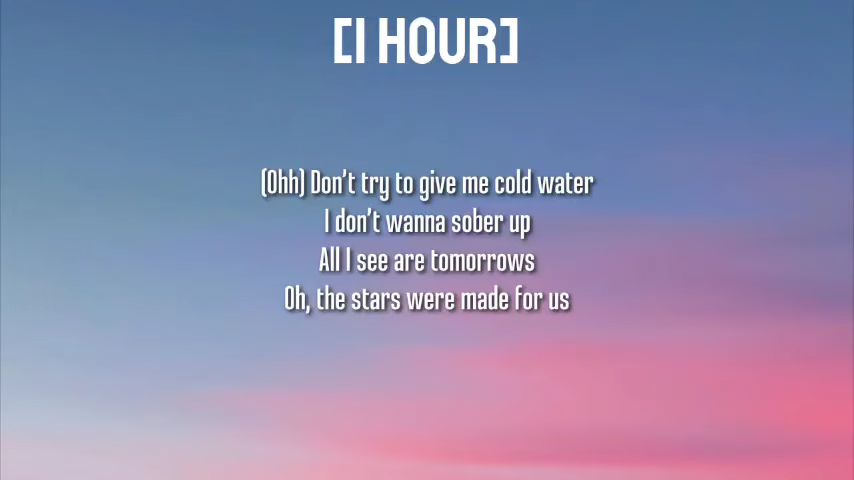 [1 HOUR]
(Ohh) Don't try to give me cold water
I don't wanna sober up
All I see are tomorrows
Oh, the stars were made for us